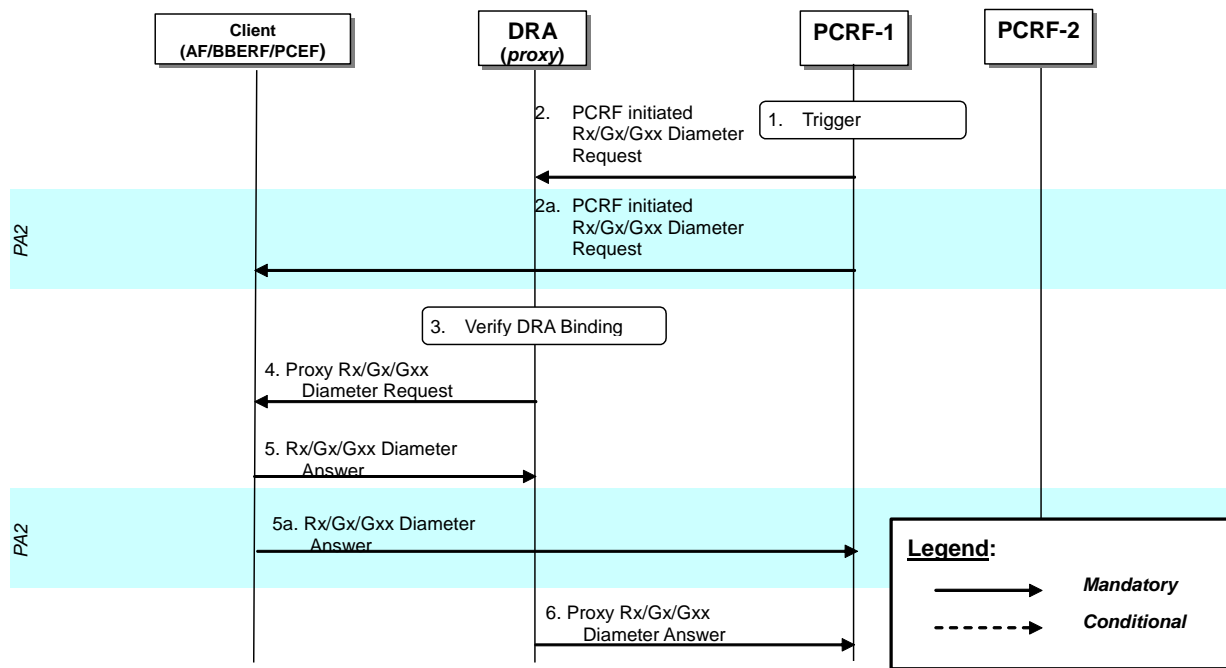 Client
(AF/BBERF/PCEF)
DRA
(proxy)
PCRF-1
PCRF-2
2. PCRF initiated
Rx/Gx/Gxx Diameter
Request
1. Trigger
PA2
2a. PCRF initiated
Rx/Gx/Gxx Diameter
Request
3. Verify DRA Binding
4. Proxy Rx/Gx/Gxx
Diameter Request
5. Rx/Gx/Gxx Diameter
Answer
PA2
5a. Rx/Gx/Gxx Diameter
Answer
6. Proxy Rx/Gx/Gxx
Diameter Answer
Legend:
Mandatory
Conditional